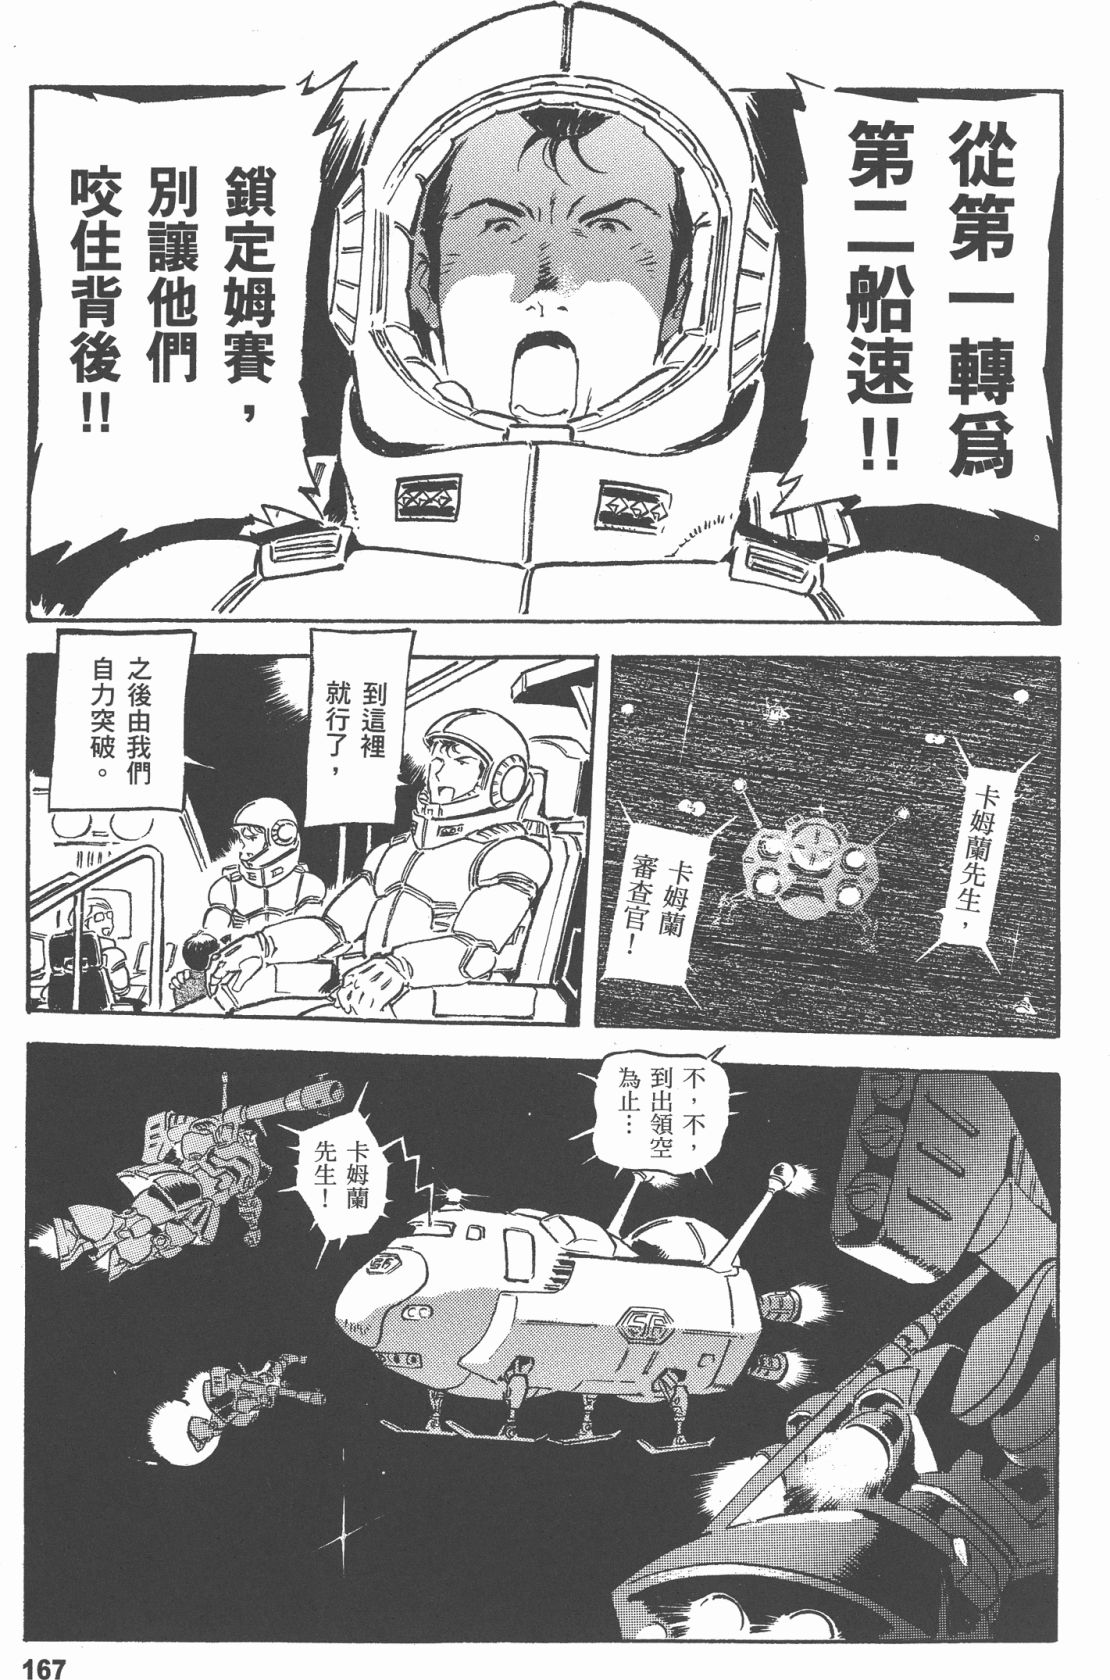 從第一轉爲
第二船速!!
鎖定姆賽，
別讓他們
咬住背後!!
卡姆蘭先生，
卡姆蘭
審查官！
到這裡
就行了，
之後由我們
自力突破。
不，不，
到出領空
為止…
卡姆蘭
先生！
56
56
167